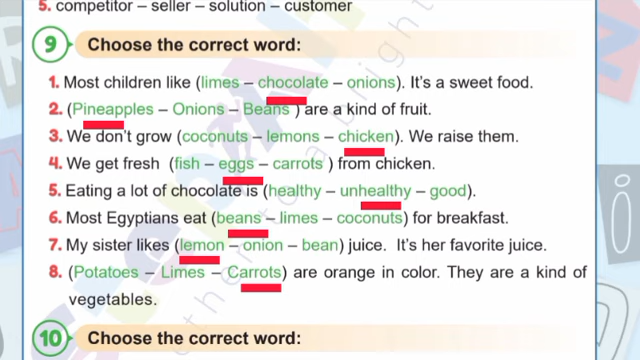 5. competitor – seller – solution – customer
9 Choose the correct word:
1. Most children like (limes – chocolate – onions). It's a sweet food.
2. (Pineapples – Onions – Beans ) are a kind of fruit.
3. We don't grow (coconuts – lemons – chicken). We raise them.
4. We get fresh (fish – eggs – carrots ) from chicken.
5. Eating a lot of chocolate is (healthy – unhealthy – good).
6. Most Egyptians eat (beans – limes – coconuts) for breakfast.
7. My sister likes (lemon – onion – bean) juice. It's her favorite juice.
8. (Potatoes – Limes – Carrots) are orange in color. They are a kind of
vegetables.
10 Choose the correct word: